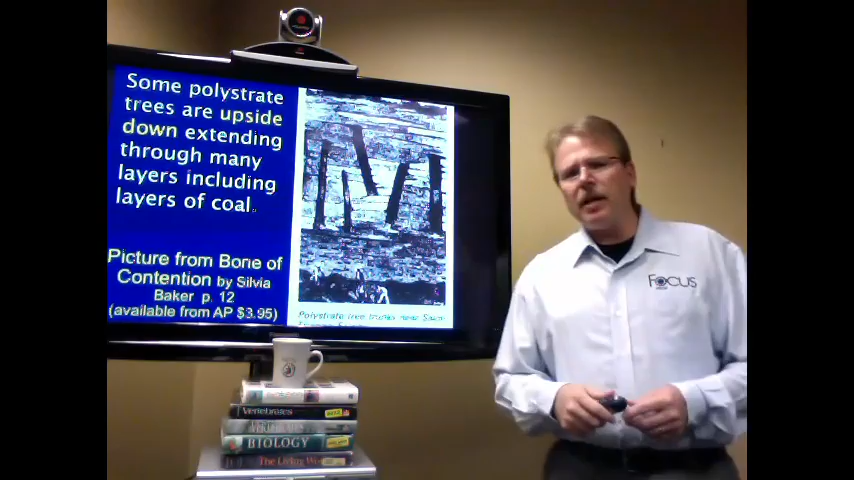 Some polystrate
trees are upside
down extending
through many
layers including
layers of coal.
Picture from Bone of
Contention by Silvia
Baker p. 12
(available from AP $3.95)
Polystrate tree trunks near Saint
FOCUS
Vertebrates
BIOLOGY
The Living World